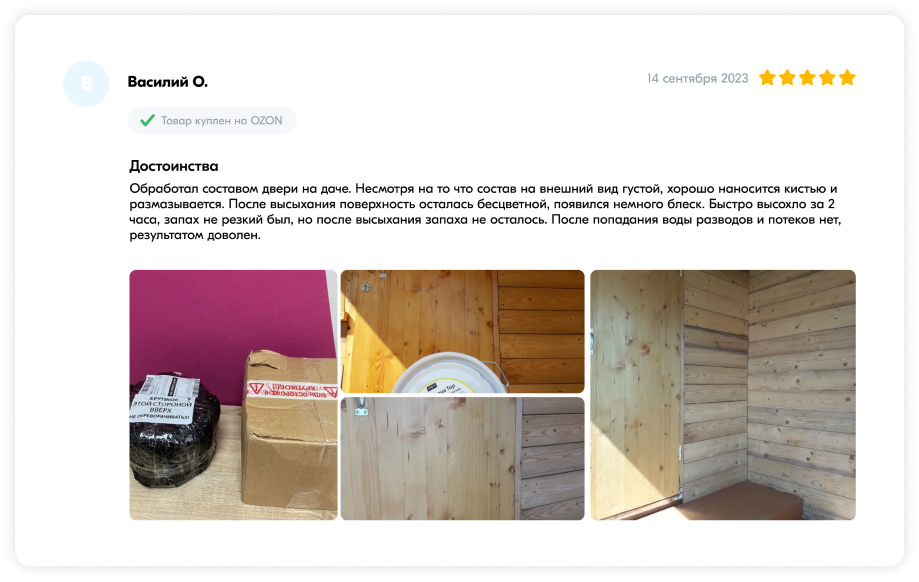 В
Василий О.
14 сентября 2023
Товар куплен на OZON
Достоинства
Обработал составом двери на даче. Несмотря на то что состав на внешний вид густой, хорошо наносится кистью и
размазывается. После высыхания поверхность осталась бесцветной, появился немного блеск. Быстро высохло за 2
часа, запах не резкий был, но после высыхания запаха не осталось. После попадания воды разводов и потеков нет,
результатом доволен.
ХРУПКОЕ
ЭТОЙ СТОРОНОЙ
ВВЕРХ
НЕ ПЕРЕВОРАЧИВАТЬ!!!
Top